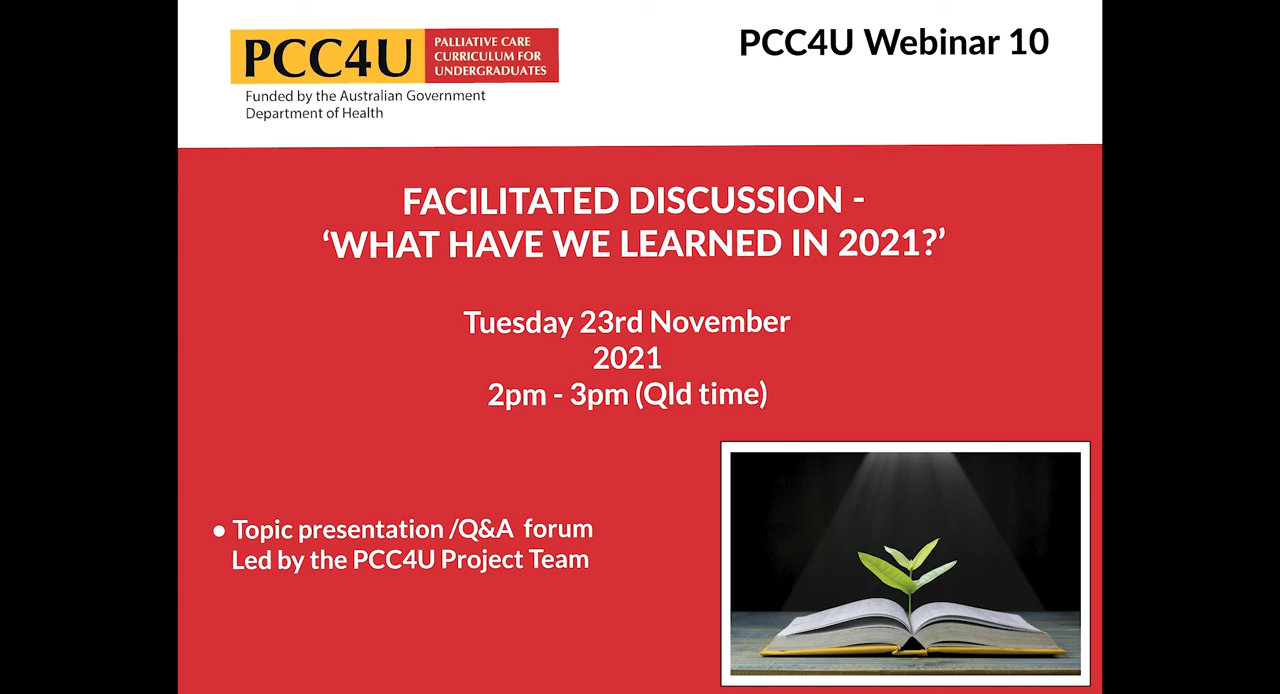 PCC4U
PALLIATIVE CARE
CURRICULUM FOR
UNDERGRADUATES
Funded by the Australian Government
Department of Health
PCC4U Webinar 10
FACILITATED DISCUSSION -
‘WHAT HAVE WE LEARNED IN 2021?’
Tuesday 23rd November
2021
2pm - 3pm (Qld time)
● Topic presentation /Q&A forum
Led by the PCC4U Project Team